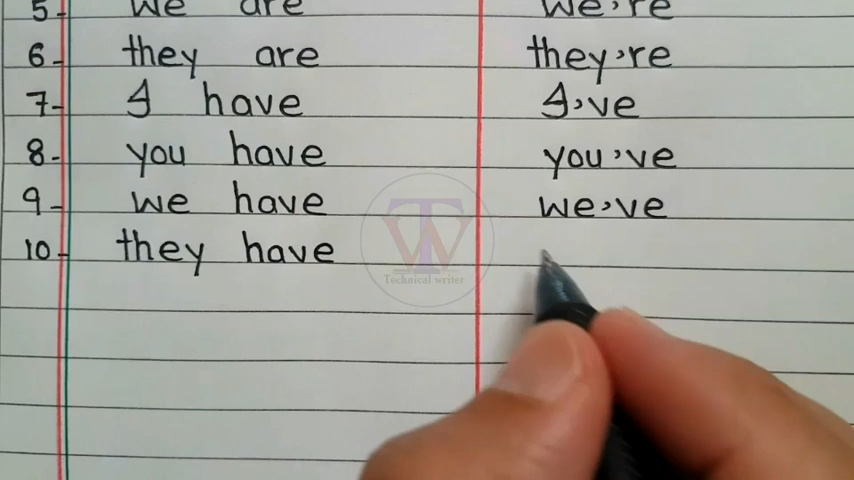 5- we are we're
6- they are they're
7- I have I've
8- you have you've
9- we have we've
10- they have
TW
Technical writer